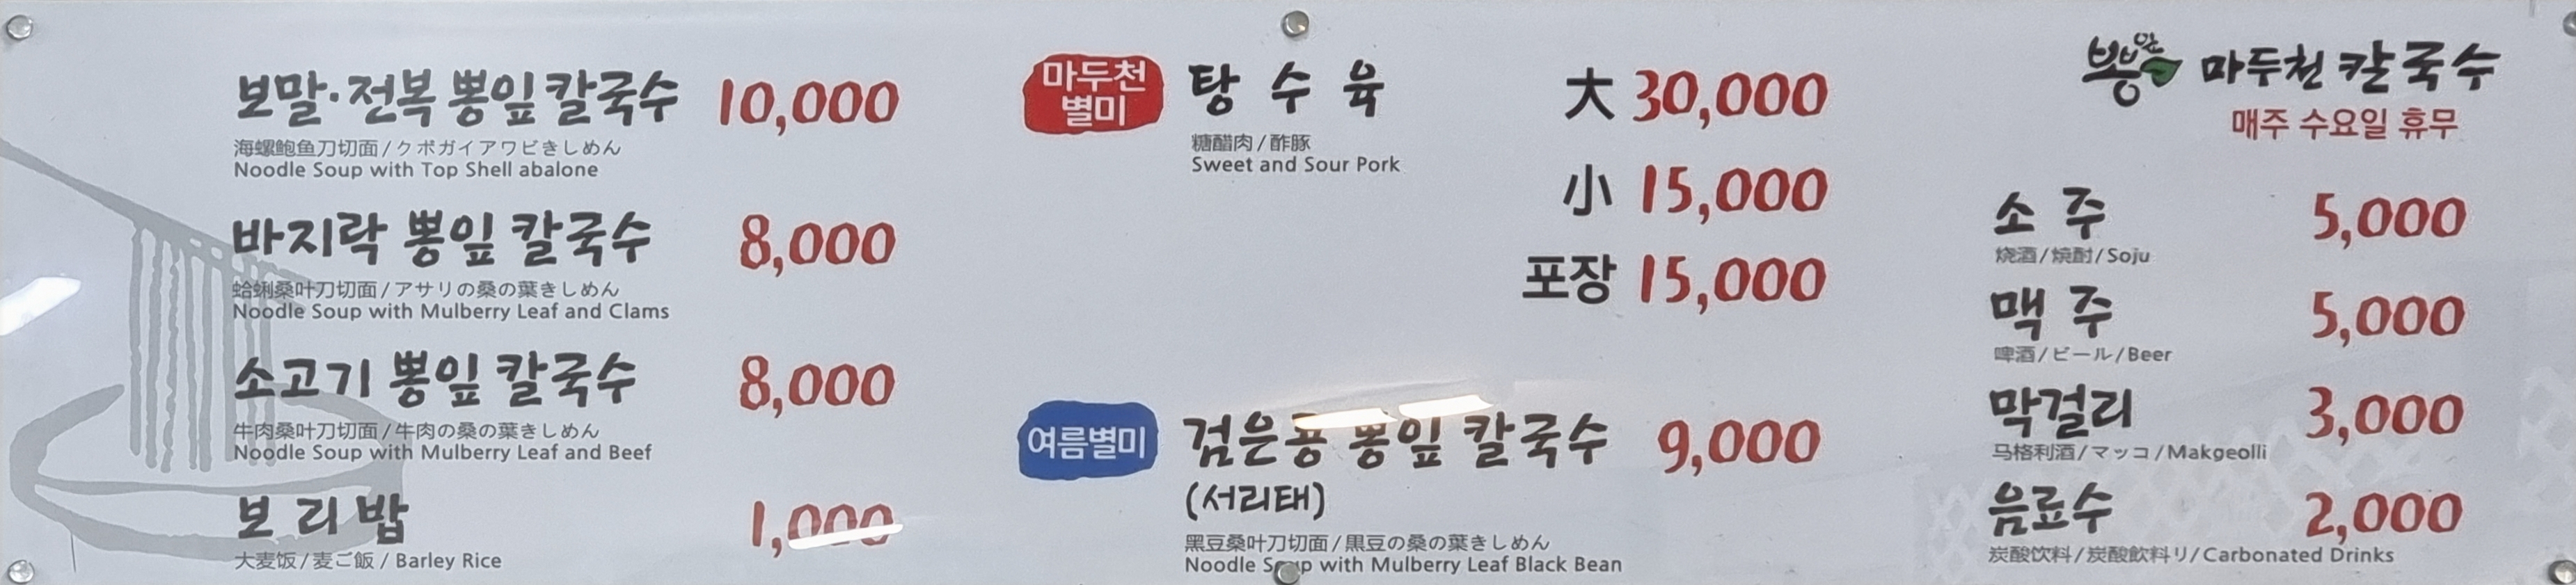 보말·전복 뽕잎 칼국수 10,000
海螺鲍鱼刀切面/クボガイアワビきしめん
Noodle Soup with Top Shell abalone
바지락 뽕잎 칼국수 8,000
蛤蜊桑叶刀切面/アサリの桑の葉きしめん
Noodle Soup with Mulberry Leaf and Clams
소고기 뽕잎 칼국수 8,000
牛肉桑叶刀切面/牛肉の桑の葉きしめん
Noodle Soup with Mulberry Leaf and Beef
보리밥 1,000
大麦饭/麦ご飯/Barley Rice
마두천
별미
탕수육 大 30,000
糖醋肉/酢豚
Sweet and Sour Pork
小 15,000
포장 15,000
여름별미
검은콩 뽕잎 칼국수 9,000
(서리태)
黑豆桑叶刀切面/黒豆の桑の葉きしめん
Noodle Soup with Mulberry Leaf Black Bean
마두천 칼국수
매주 수요일 휴무
소주 5,000
烧酒/焼酎/Soju
맥주 5,000
啤酒/ビール/Beer
막걸리 3,000
马格利酒/マッコ/Makgeolli
음료수 2,000
炭酸饮料/炭酸飲料リ/Carbonated Drinks